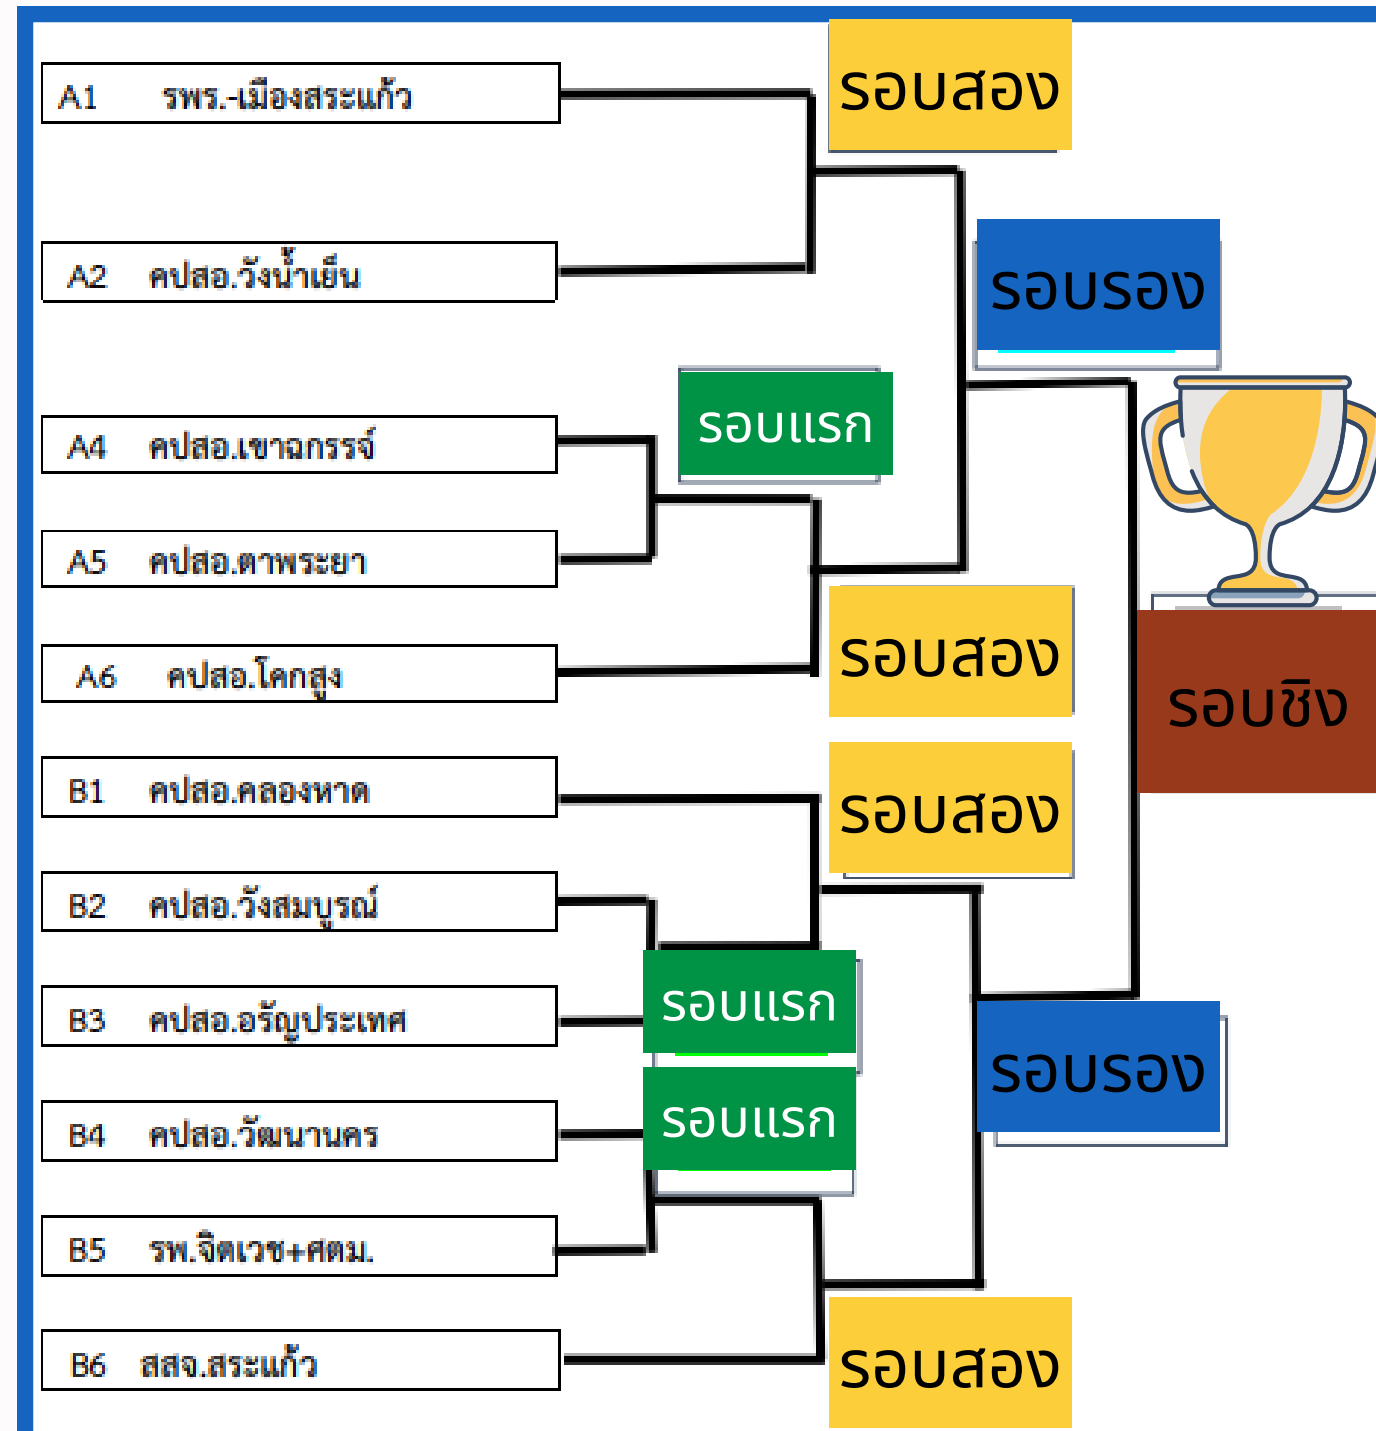 รอบสอง
A1 รพร.-เมืองสระแก้ว
A2 คปสอ.วังน้ำเย็น
รอบรอง
รอบแรก
A4 คปสอ.เขาฉกรรจ์
A5 คปสอ.ตาพระยา
รอบสอง
A6 คปสอ.โคกสูง
รอบชิง
B1 คปสอ.คลองหาด
รอบสอง
B2 คปสอ.วังสมบูรณ์
รอบแรก
B3 คปสอ.อรัญประเทศ
รอบรอง
รอบแรก
B4 คปสอ.วัฒนานคร
B5 รพ.จิตเวช+ศตม.
B6 สสจ.สระแก้ว
รอบสอง